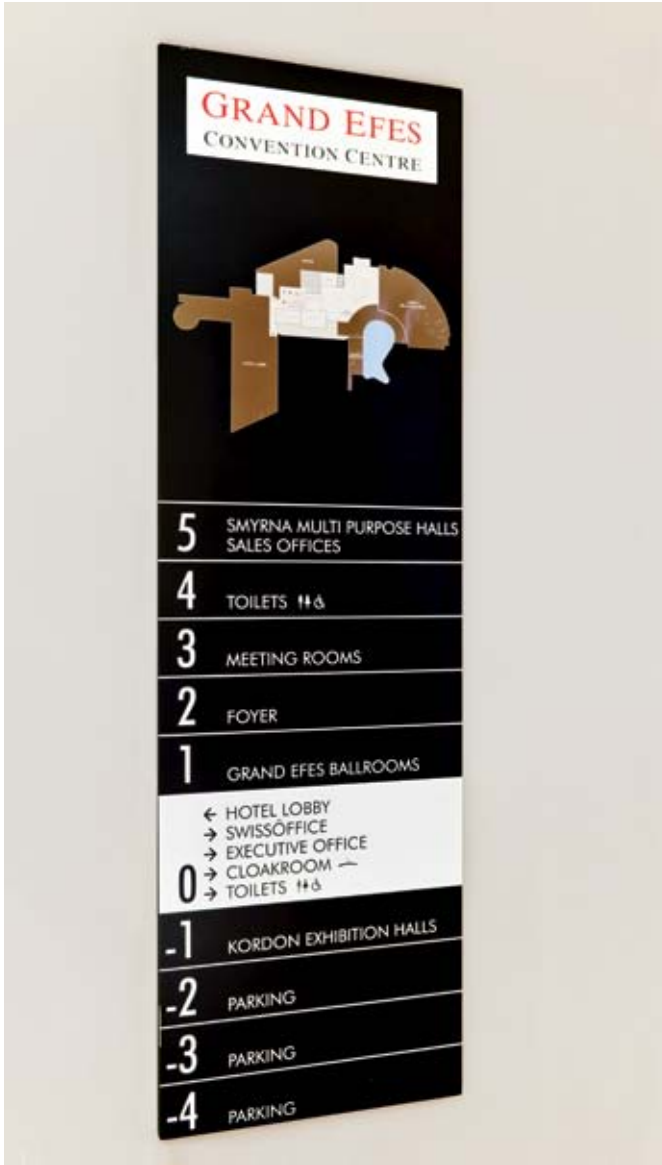 GRAND EFES
CONVENTION CENTRE
5 SMYRNA MULTI PURPOSE HALLS
SALES OFFICES
4 TOILETS
3 MEETING ROOMS
2 FOYER
1 GRAND EFES BALLROOMS
← HOTEL LOBBY
→ SWISSÔFFICE
→ EXECUTIVE OFFICE
→ CLOAKROOM
0 → TOILETS
-1 KORDON EXHIBITION HALLS
-2 PARKING
-3 PARKING
-4 PARKING